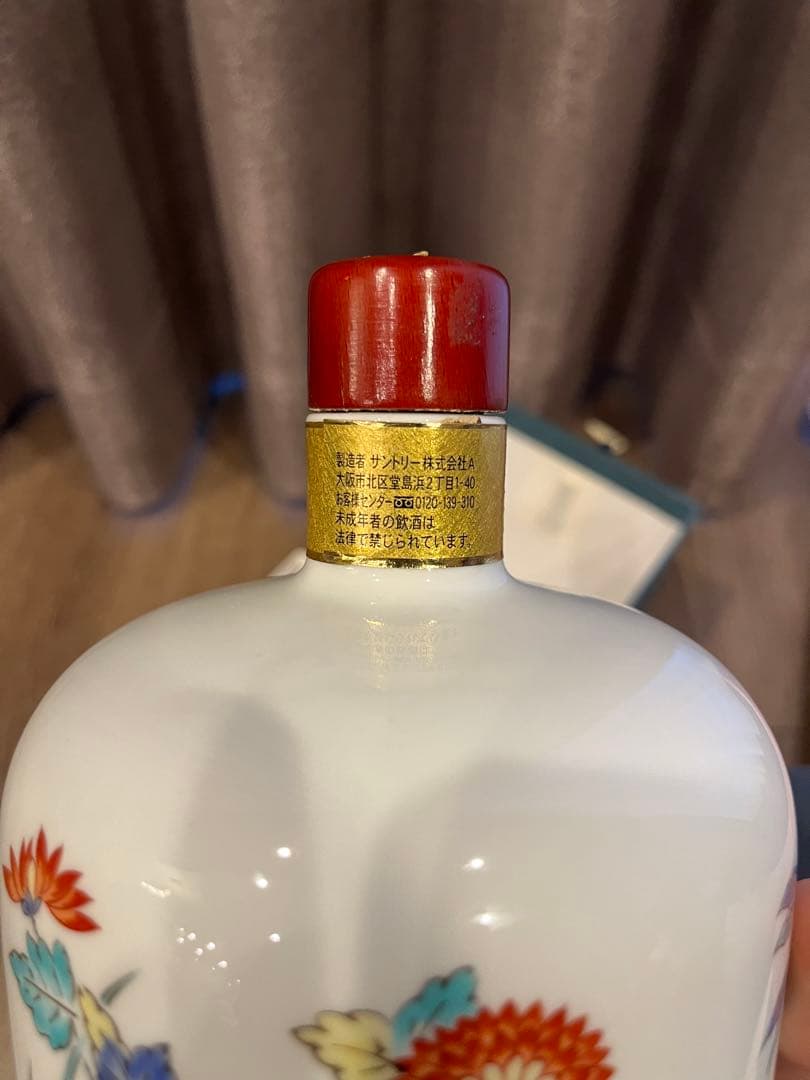 製造者 サントリー株式会社A
大阪市北区堂島浜2丁目1-40
お客様センター 0120-139-310
未成年者の飲酒は
法律で禁じられています。